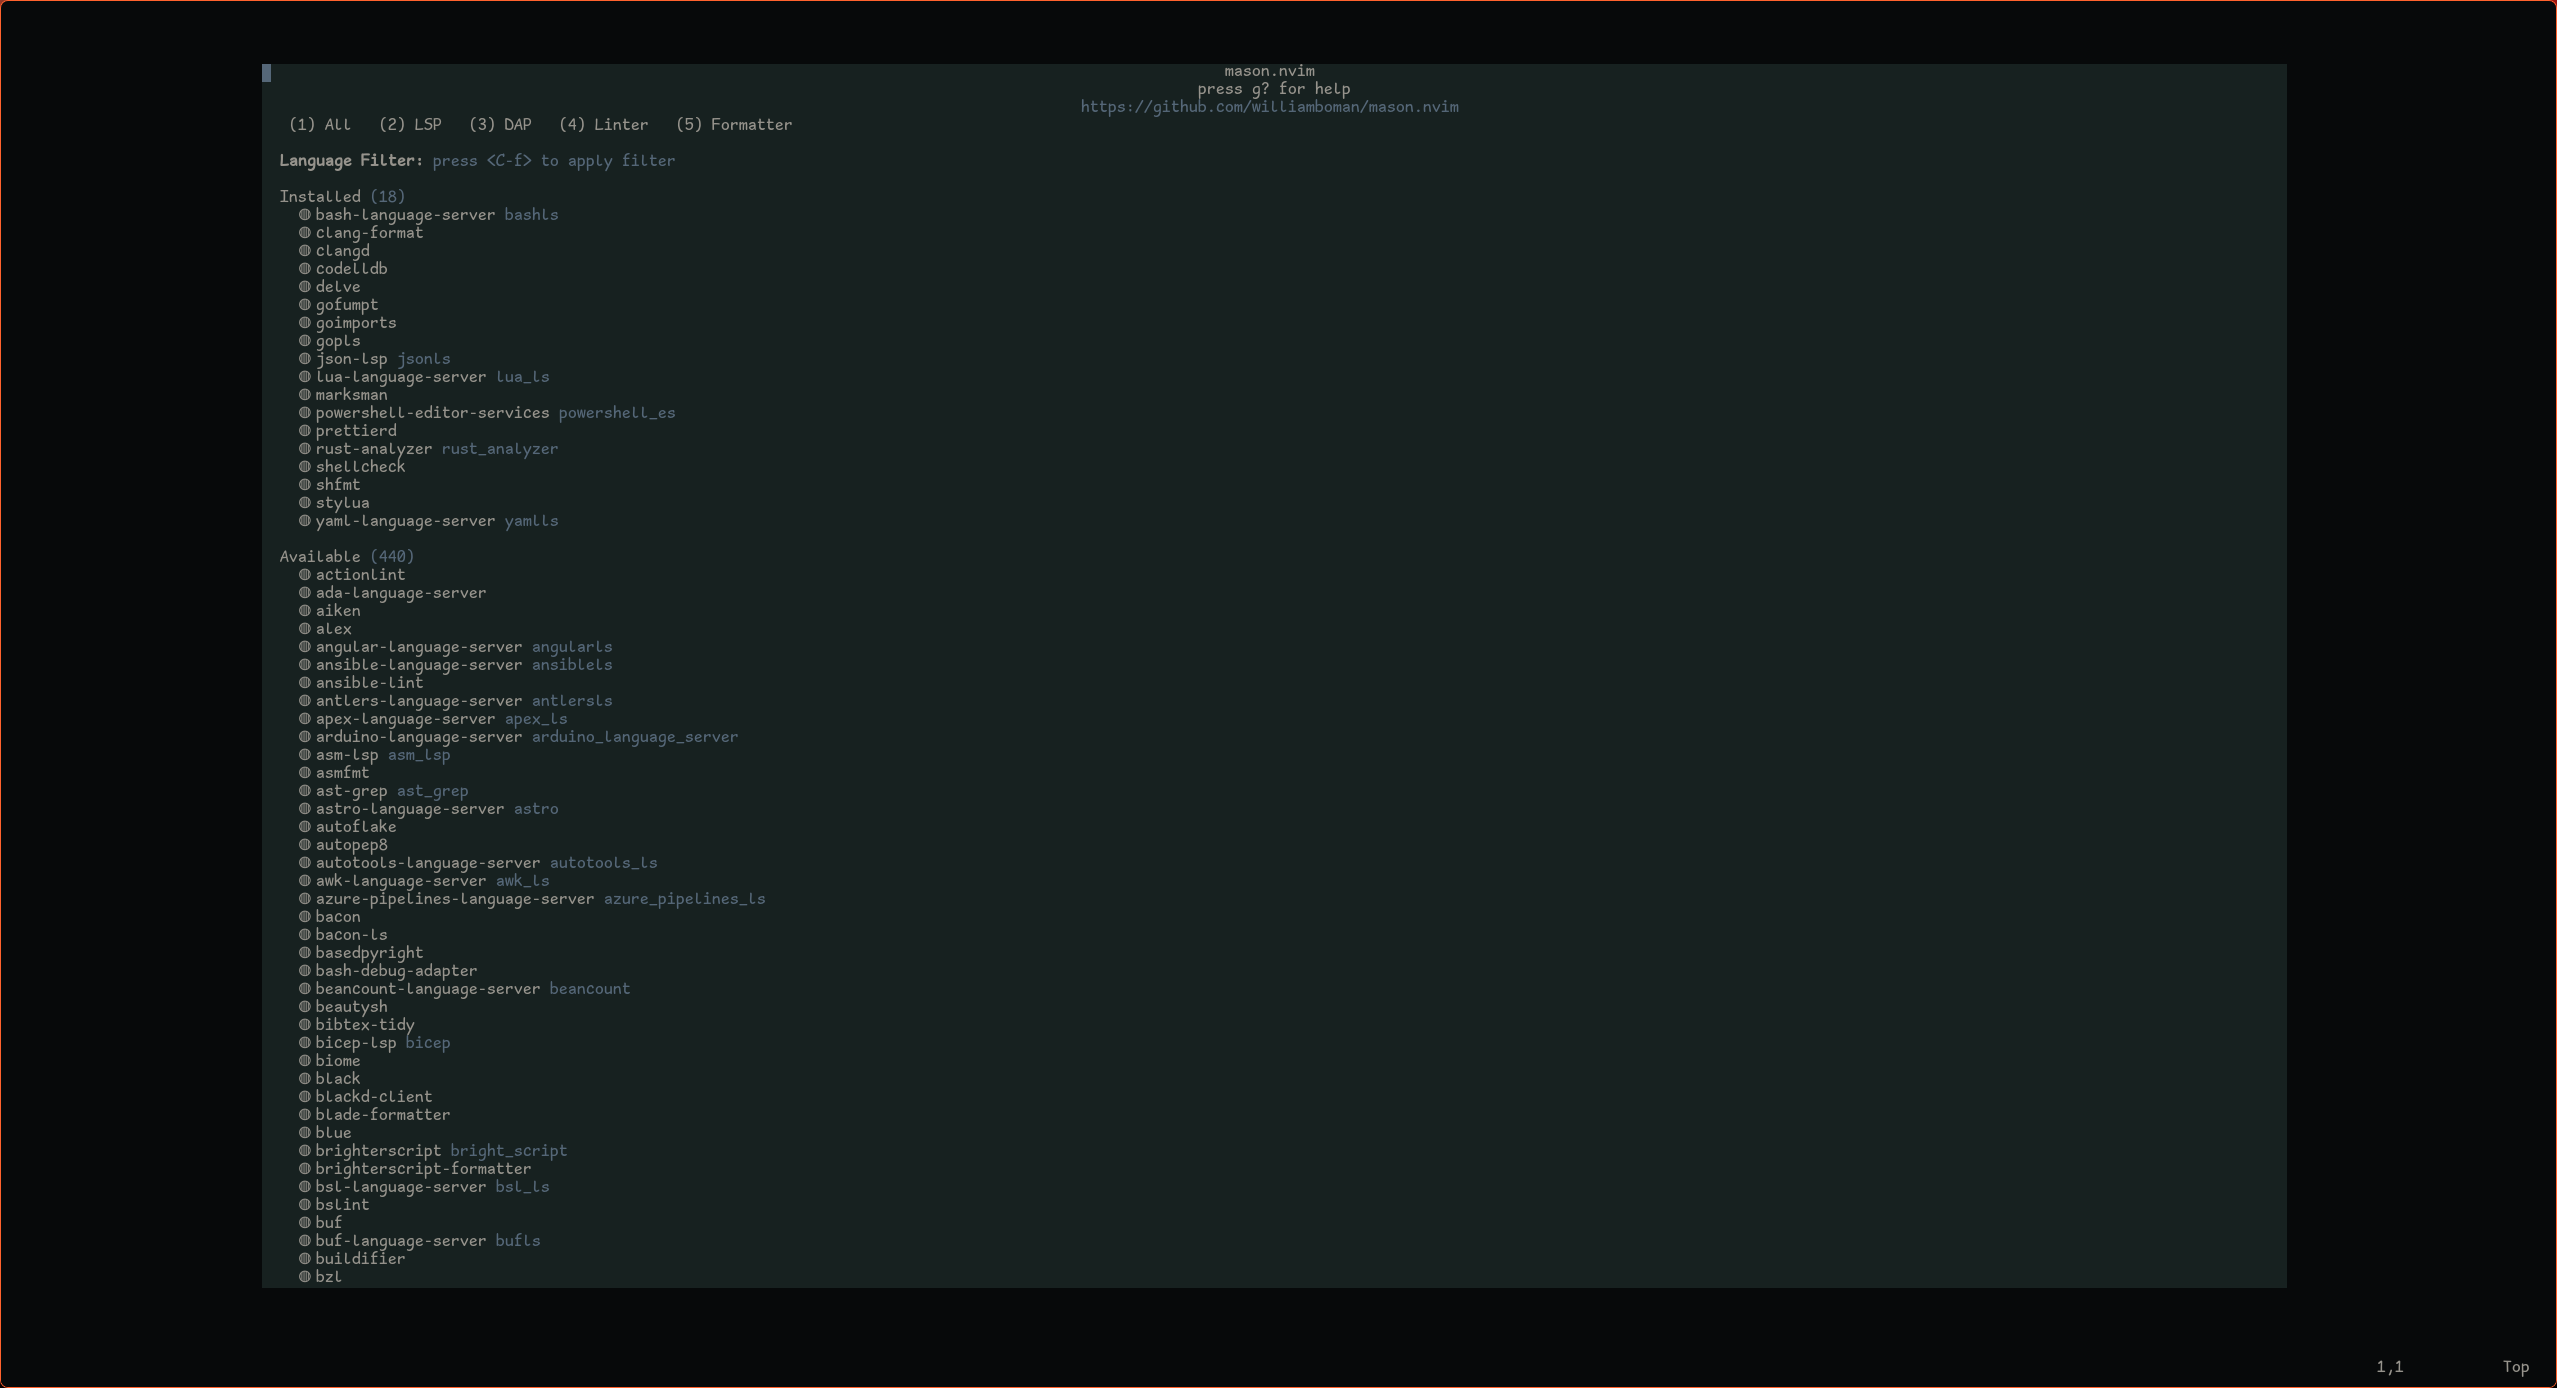 mason.nvim
press g? for help
https://github.com/williamboman/mason.nvim
(1) All (2) LSP (3) DAP (4) Linter (5) Formatter
Language Filter: press <C-f> to apply filter
Installed (18)
◍ bash-language-server bashls
◍ clang-format
◍ clangd
◍ codelldb
◍ delve
◍ gofumpt
◍ goimports
◍ gopls
◍ json-lsp jsonls
◍ lua-language-server lua_ls
◍ marksman
◍ powershell-editor-services powershell_es
◍ prettierd
◍ rust-analyzer rust_analyzer
◍ shellcheck
◍ shfmt
◍ stylua
◍ yaml-language-server yamlls
Available (440)
◍ actionlint
◍ ada-language-server
◍ aiken
◍ alex
◍ angular-language-server angularls
◍ ansible-language-server ansiblels
◍ ansible-lint
◍ antlers-language-server antlersls
◍ apex-language-server apex_ls
◍ arduino-language-server arduino_language_server
◍ asm-lsp asm_lsp
◍ asmfmt
◍ ast-grep ast_grep
◍ astro-language-server astro
◍ autoflake
◍ autopep8
◍ autotools-language-server autotools_ls
◍ awk-language-server awk_ls
◍ azure-pipelines-language-server azure_pipelines_ls
◍ bacon
◍ bacon-ls
◍ basedpyright
◍ bash-debug-adapter
◍ beancount-language-server beancount
◍ beautysh
◍ bibtex-tidy
◍ bicep-lsp bicep
◍ biome
◍ black
◍ blackd-client
◍ blade-formatter
◍ blue
◍ brighterscript bright_script
◍ brighterscript-formatter
◍ bsl-language-server bsl_ls
◍ bslint
◍ buf
◍ buf-language-server bufls
◍ buildifier
◍ bzl
1,1 Top